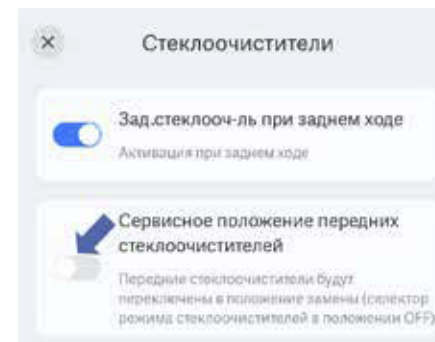 Стеклоочистители
Зад.стеклооч-ль при заднем ходе
Активация при заднем ходе
Сервисное положение передних
стеклоочистителей
Передние стеклоочистители будут
переключены в положение замены (селектор
режима стеклоочистителей в положении OFF)